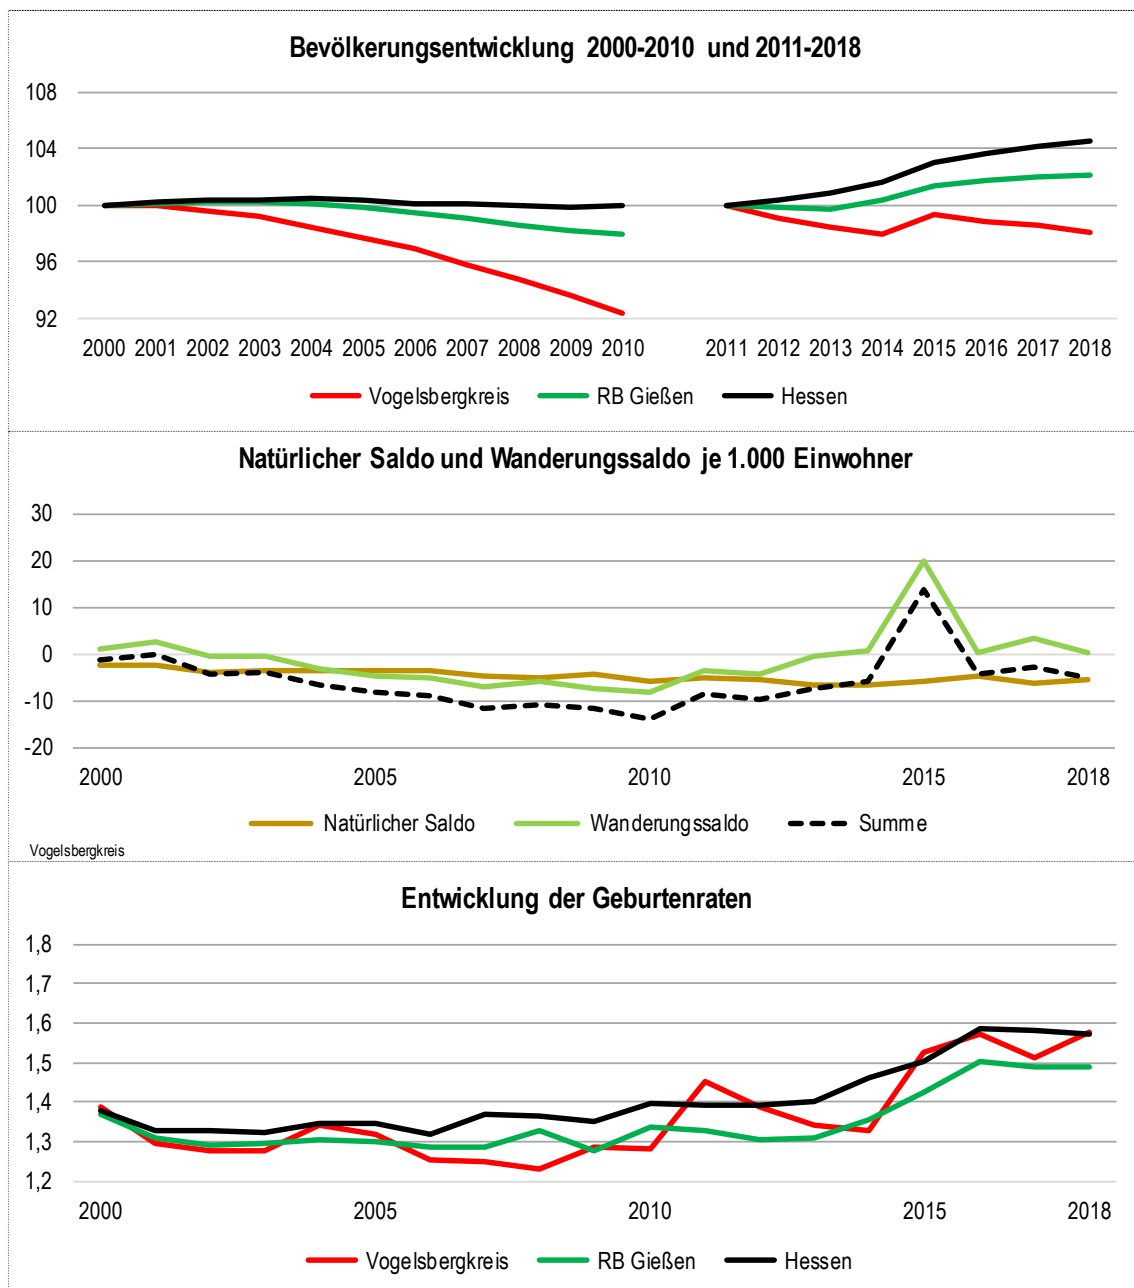 Bevölkerungsentwicklung 2000-2010 und 2011-2018
108
104
100
96
92
2000 2001 2002 2003 2004 2005 2006 2007 2008 2009 2010 2011 2012 2013 2014 2015 2016 2017 2018
Vogelsbergkreis RB Gießen Hessen
Natürlicher Saldo und Wanderungssaldo je 1.000 Einwohner
30
20
10
0
-10
-20
2000 2005 2010 2015 2018
Natürlicher Saldo Wanderungssaldo Summe
Vogelsbergkreis
Entwicklung der Geburtenraten
1,8
1,7
1,6
1,5
1,4
1,3
1,2
2000 2005 2010 2015 2018
Vogelsbergkreis RB Gießen Hessen